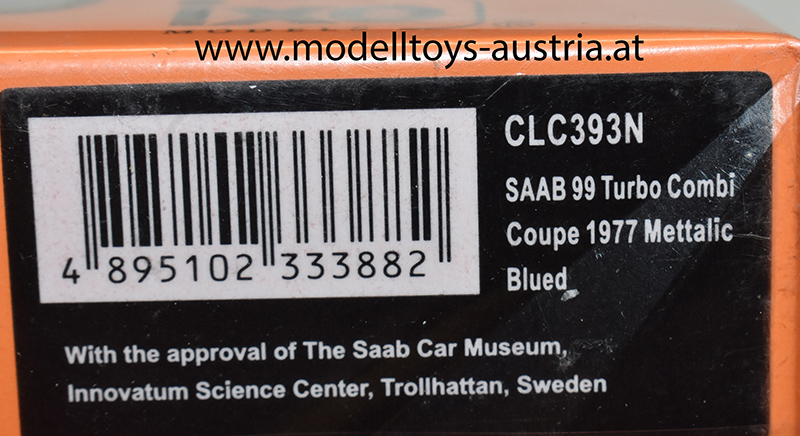 MODEL
www.modelltoys-austria.at
CLC393N
SAAB 99 Turbo Combi
Coupe 1977 Mettalic
Blued
4 895102 333882
With the approval of The Saab Car Museum,
Innovatum Science Center, Trollhattan, Sweden